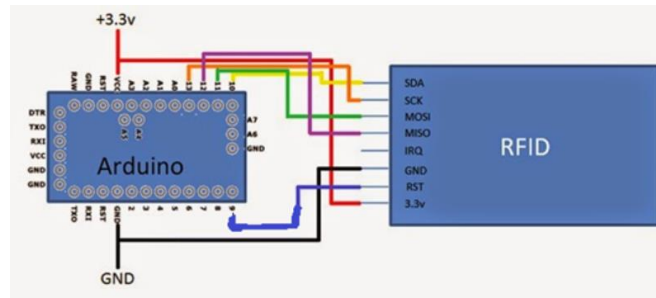 +3.3v
RAW GND RST VCC A3 A2 A1 A0 13 12 11 10
DTR
TXO
RXI
VCC
GND
GND
A5 A4
A7
A6
GND
Arduino
TXO RXI RST GND 2 3 4 5 6 7 8 9
GND
SDA
SCK
MOSI
MISO
IRQ
GND
RST
3.3v
RFID